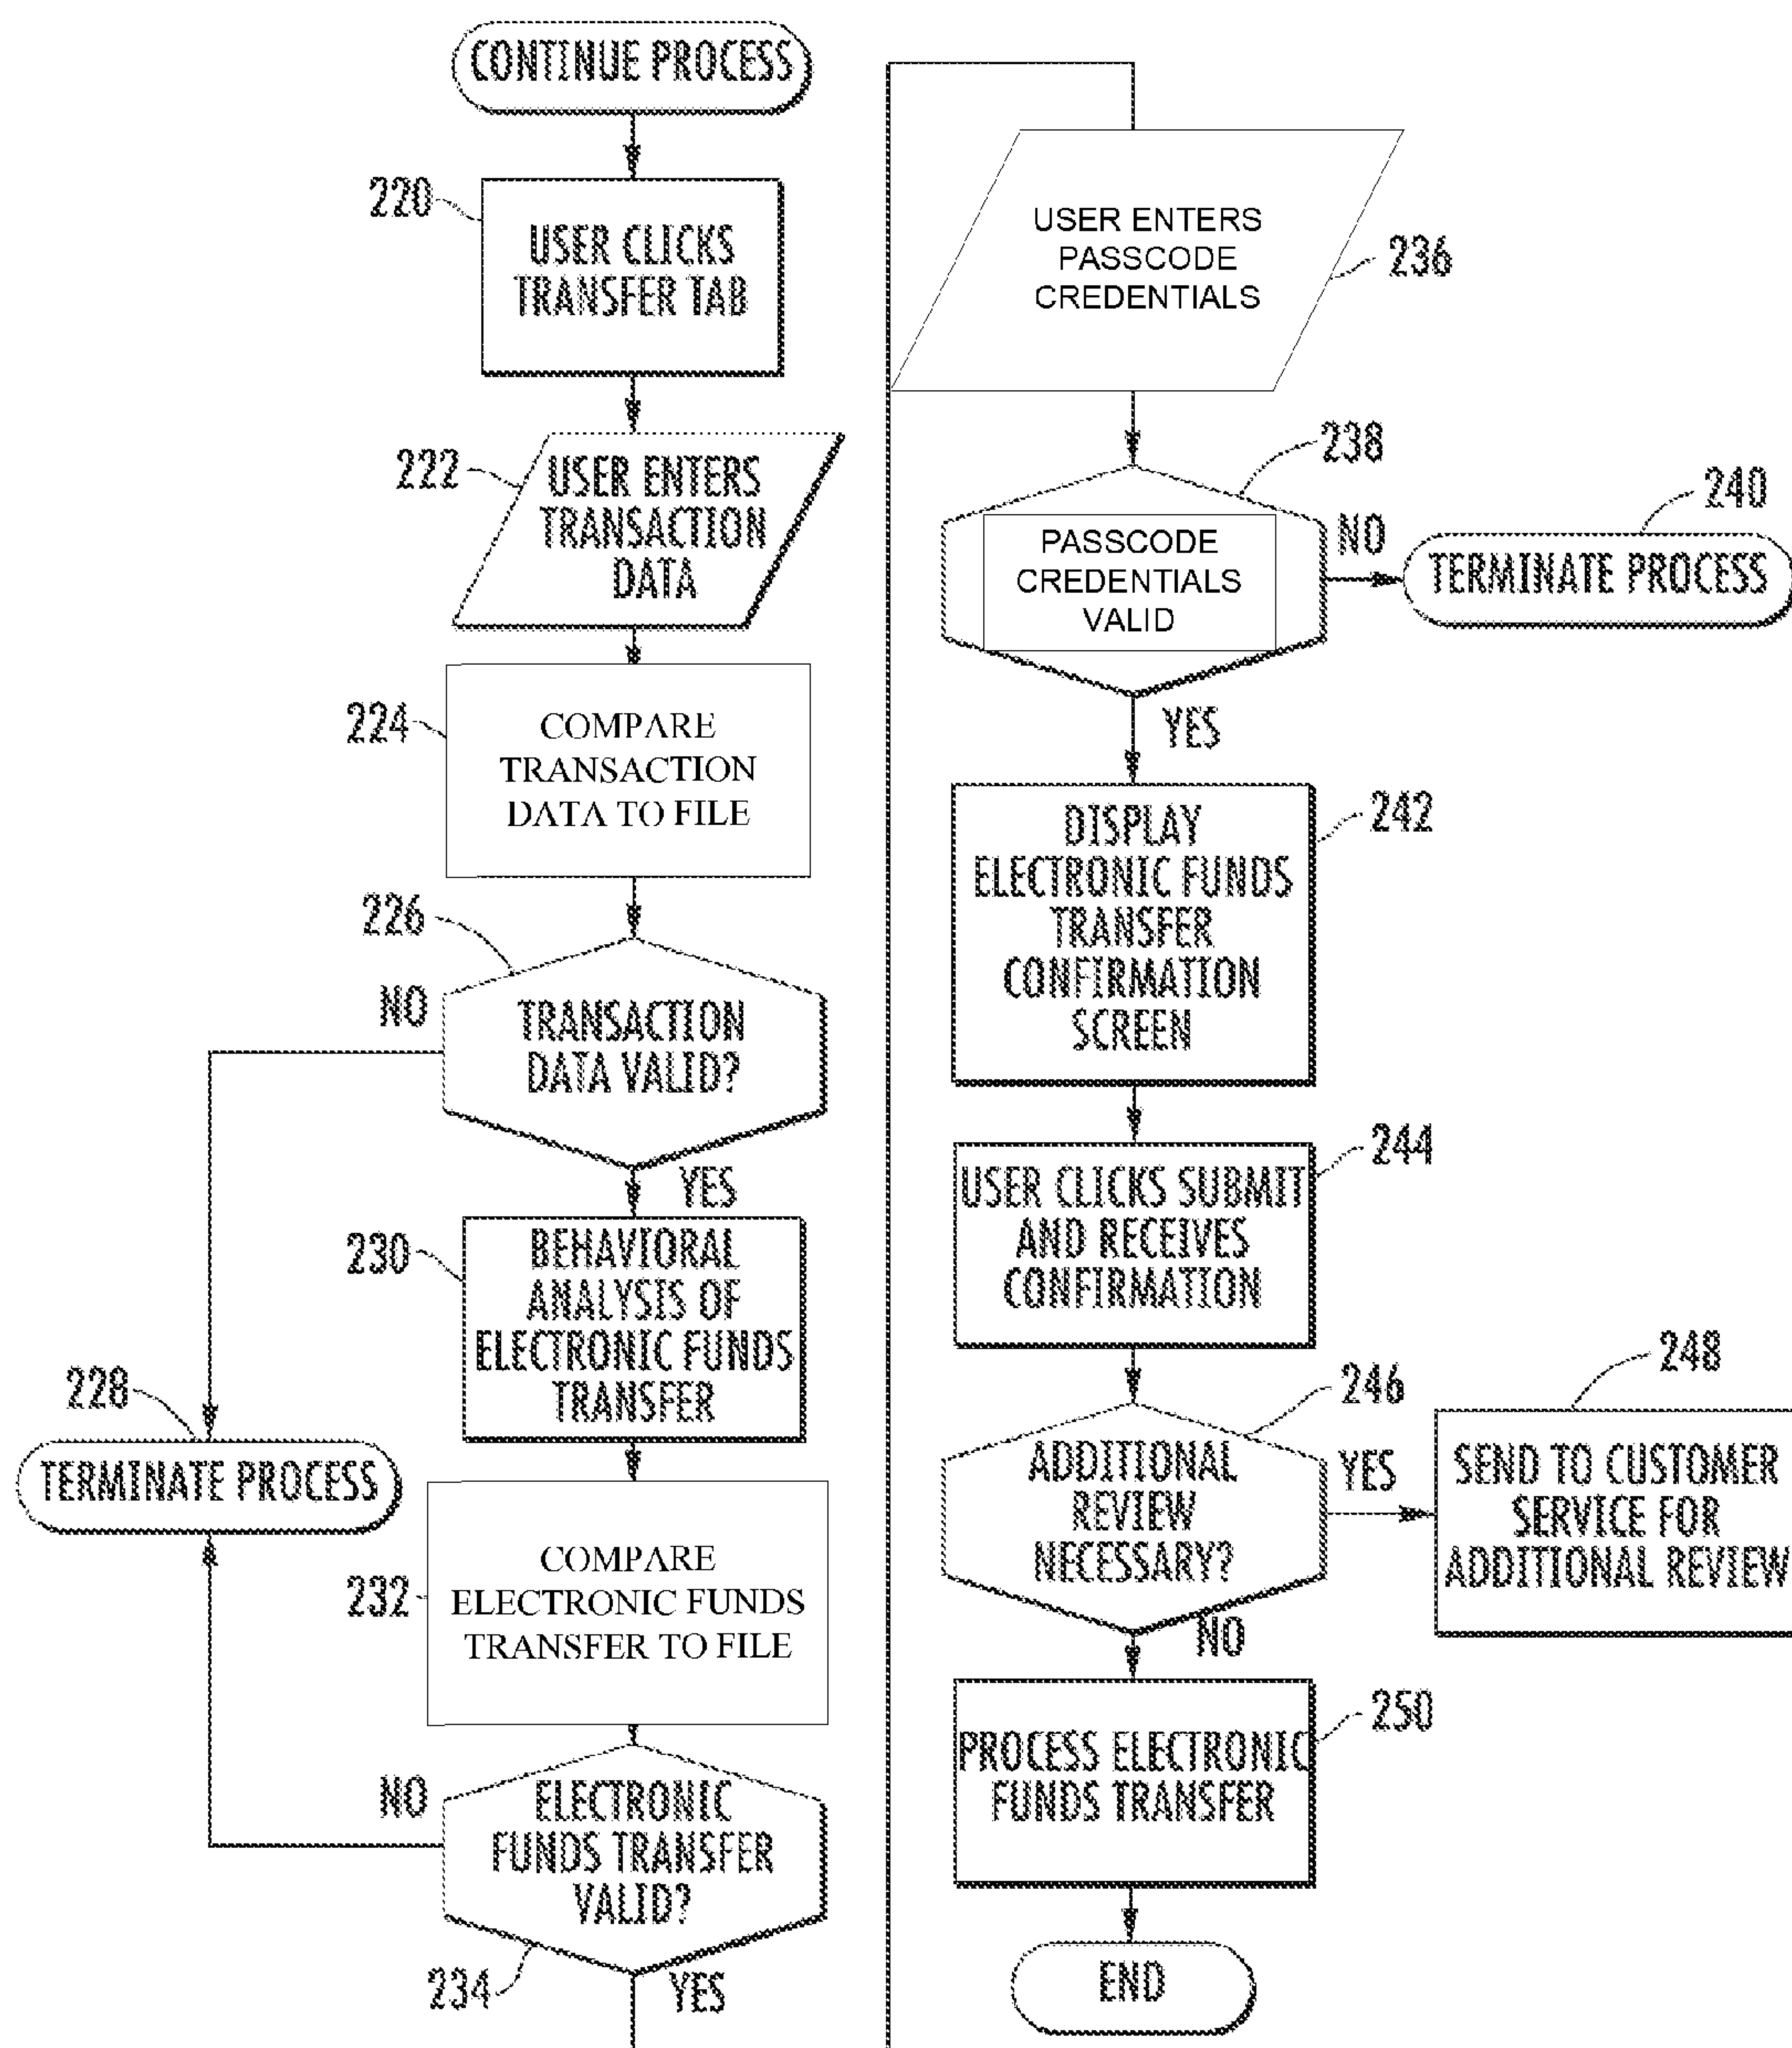 CONTINUE PROCESS
220
USER CLICKS
TRANSFER TAB
222
USER ENTERS
TRANSACTION
DATA
224
COMPARE
TRANSACTION
DATA TO FILE
226
NO
TRANSACTION
DATA VALID?
YES
230
BEHAVIORAL
ANALYSIS OF
ELECTRONIC FUNDS
TRANSFER
228
TERMINATE PROCESS
232
COMPARE
ELECTRONIC FUNDS
TRANSFER TO FILE
NO
ELECTRONIC
FUNDS TRANSFER
VALID?
234
YES
USER ENTERS
PASSCODE
CREDENTIALS
236
238
PASSCODE
CREDENTIALS
VALID
NO
240
TERMINATE PROCESS
YES
DISPLAY
ELECTRONIC FUNDS
TRANSFER
CONFIRMATION
SCREEN
242
USER CLICKS SUBMIT
AND RECEIVES
CONFIRMATION
244
246
ADDITIONAL
REVIEW
NECESSARY?
YES
248
SEND TO CUSTOMER
SERVICE FOR
ADDITIONAL REVIEW
NO
PROCESS ELECTRONIC
FUNDS TRANSFER
250
END